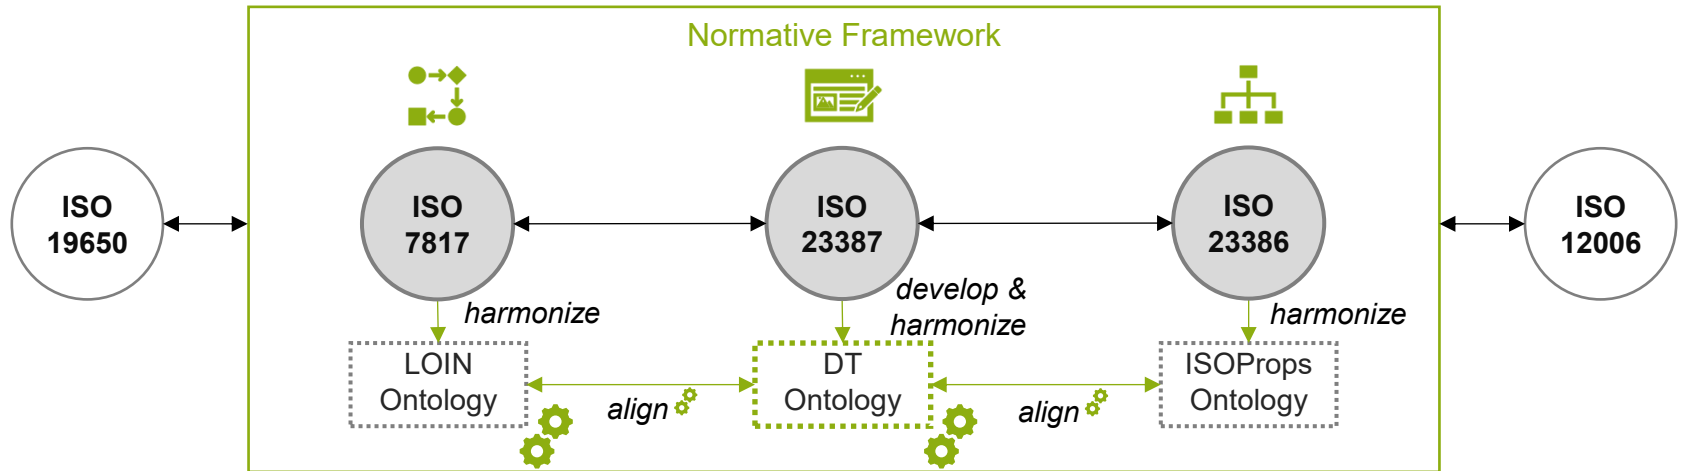 Normative Framework
ISO
19650
ISO
7817
ISO
23387
ISO
23386
ISO
12006
harmonize
develop &
harmonize
harmonize
LOIN
Ontology
align
DT
Ontology
align
ISOProps
Ontology